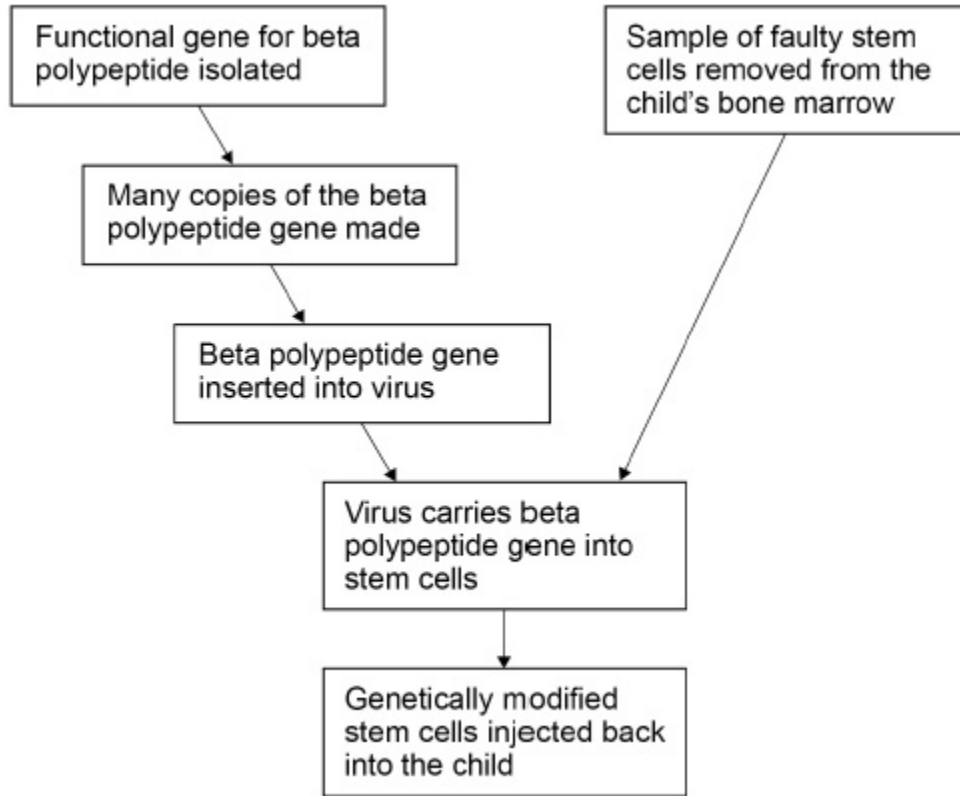 Functional gene for beta
polypeptide isolated
Sample of faulty stem
cells removed from the
child's bone marrow
Many copies of the beta
polypeptide gene made
Beta polypeptide gene
inserted into virus
Virus carries beta
polypeptide gene into
stem cells
Genetically modified
stem cells injected back
into the child